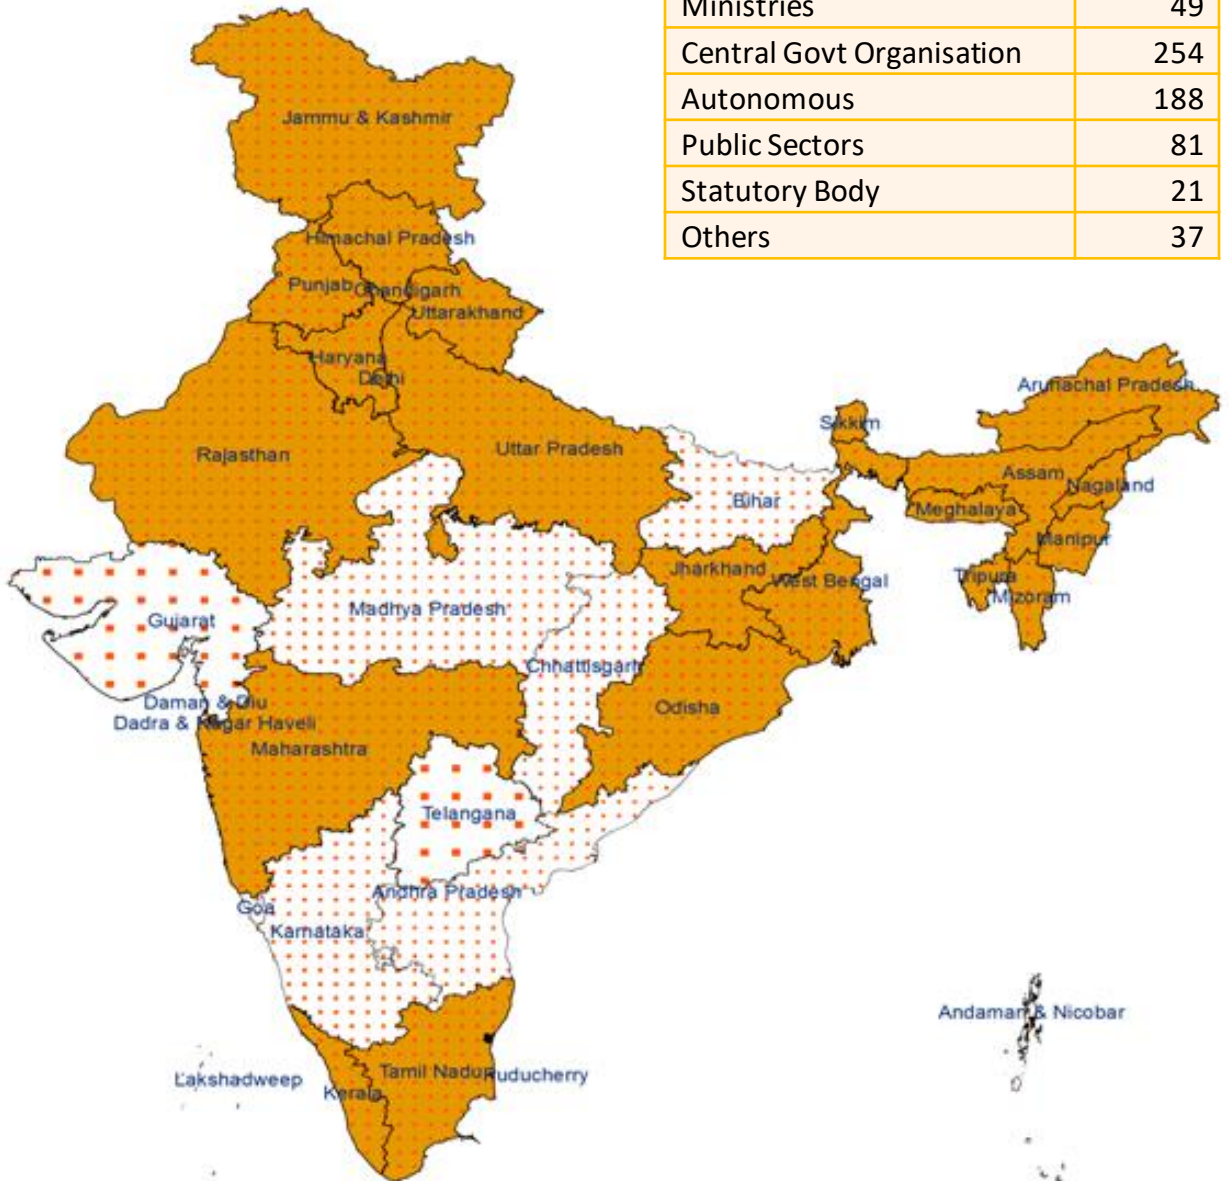 Ministries 49
Central Govt Organisation 254
Autonomous 188
Public Sectors 81
Statutory Body 21
Others 37
Jammu & Kashmir
Himachal Pradesh
Punjab
Chandigarh
Uttarakhand
Haryana
Delhi
Arunachal Pradesh
Sikkim
Rajasthan
Uttar Pradesh
Assam
Nagaland
Bihar
Meghalaya
Manipur
Jharkhand
West Bengal
Tripura
Mizoram
Madhya Pradesh
Gujarat
Chhattisgarh
Daman & Diu
Odisha
Dadra & Nagar Haveli
Maharashtra
Telangana
Andhra Pradesh
Goa
Karnataka
Andaman & Nicobar
Tamil Nadu
Puducherry
Lakshadweep
Kerala